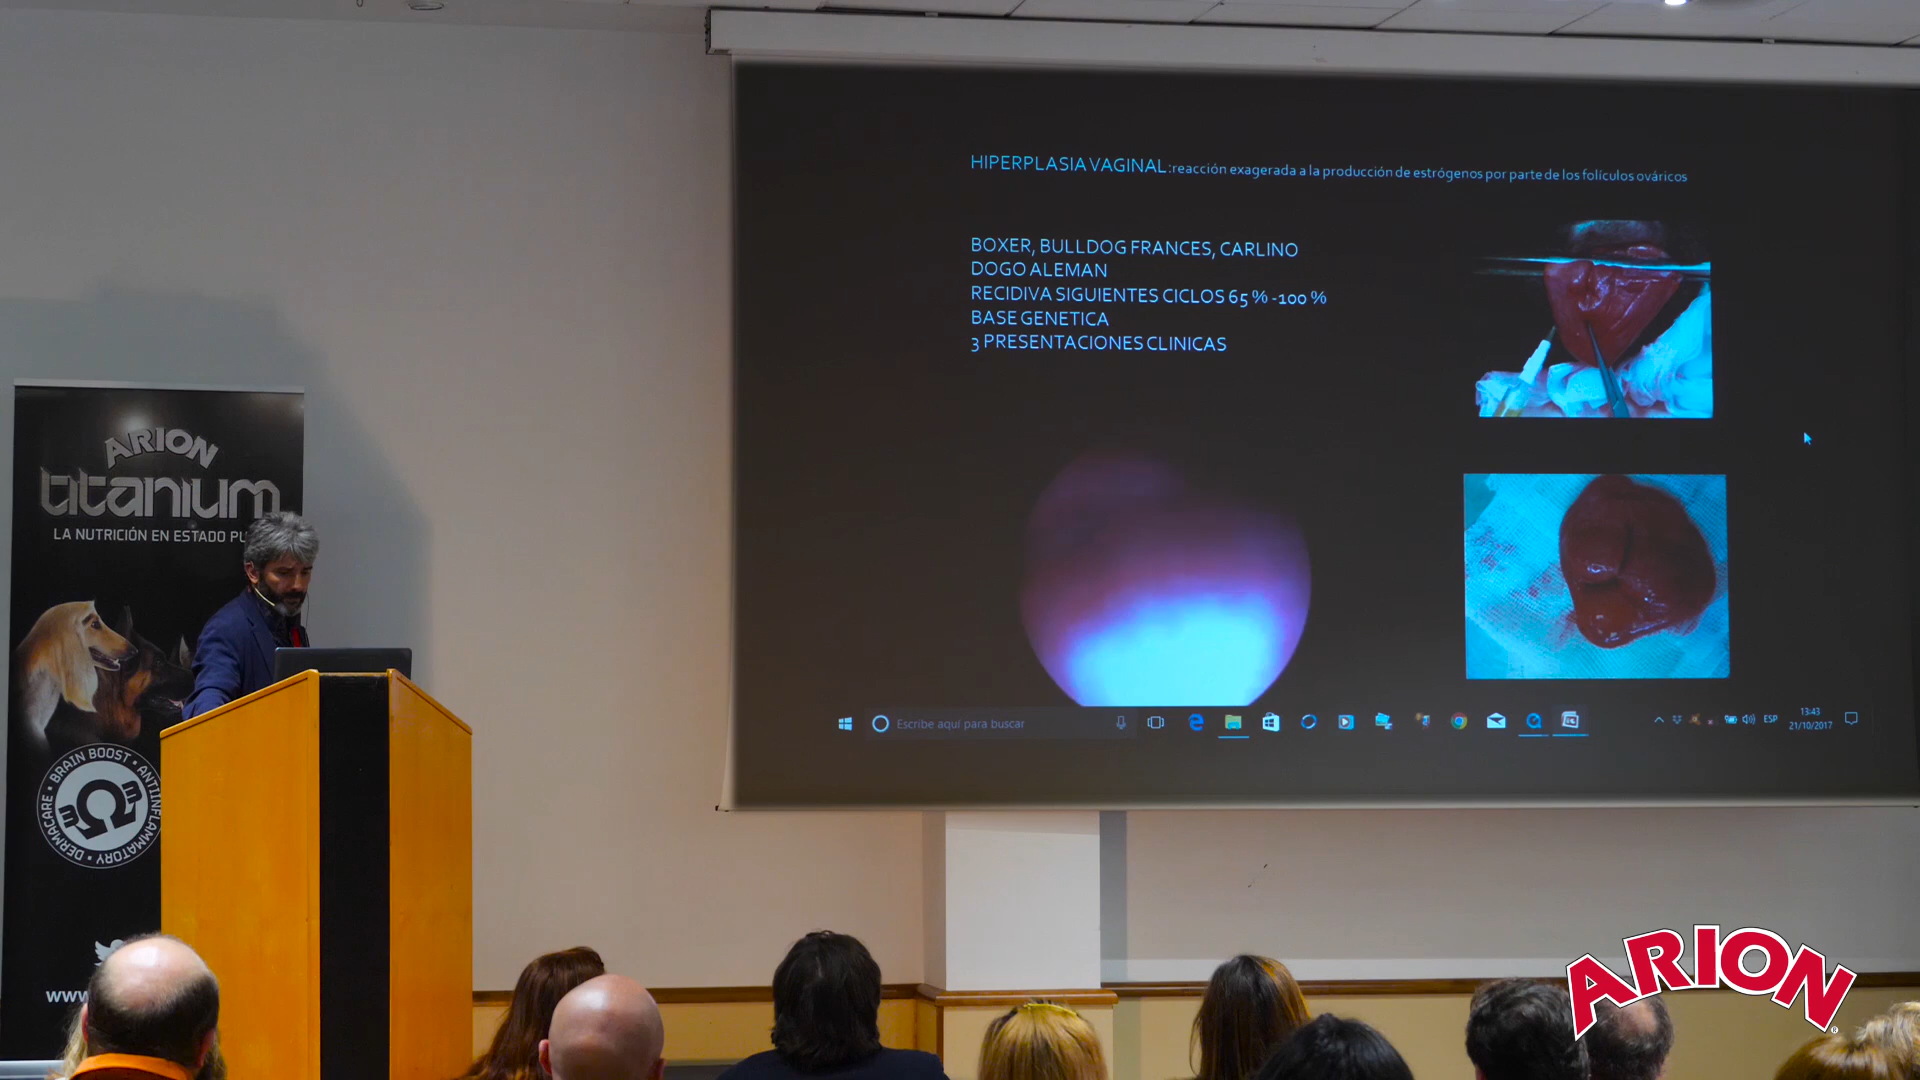 HIPERPLASIA VAGINAL:reacción exagerada a la producción de estrógenos por parte de los folículos ováricos
BOXER, BULLDOG FRANCES, CARLINO
DOGO ALEMAN
RECIDIVA SIGUIENTES CICLOS 65 % -100 %
BASE GENETICA
3 PRESENTACIONES CLINICAS
Escribe aquí para buscar
ESP
13:43
21/10/2017
ARION
titanium
LA NUTRICIÓN EN ESTADO PU
BRAIN BOOST • ANTIINFLAMMATORY • DERMACARE •
3Ω3
www
ARION
®